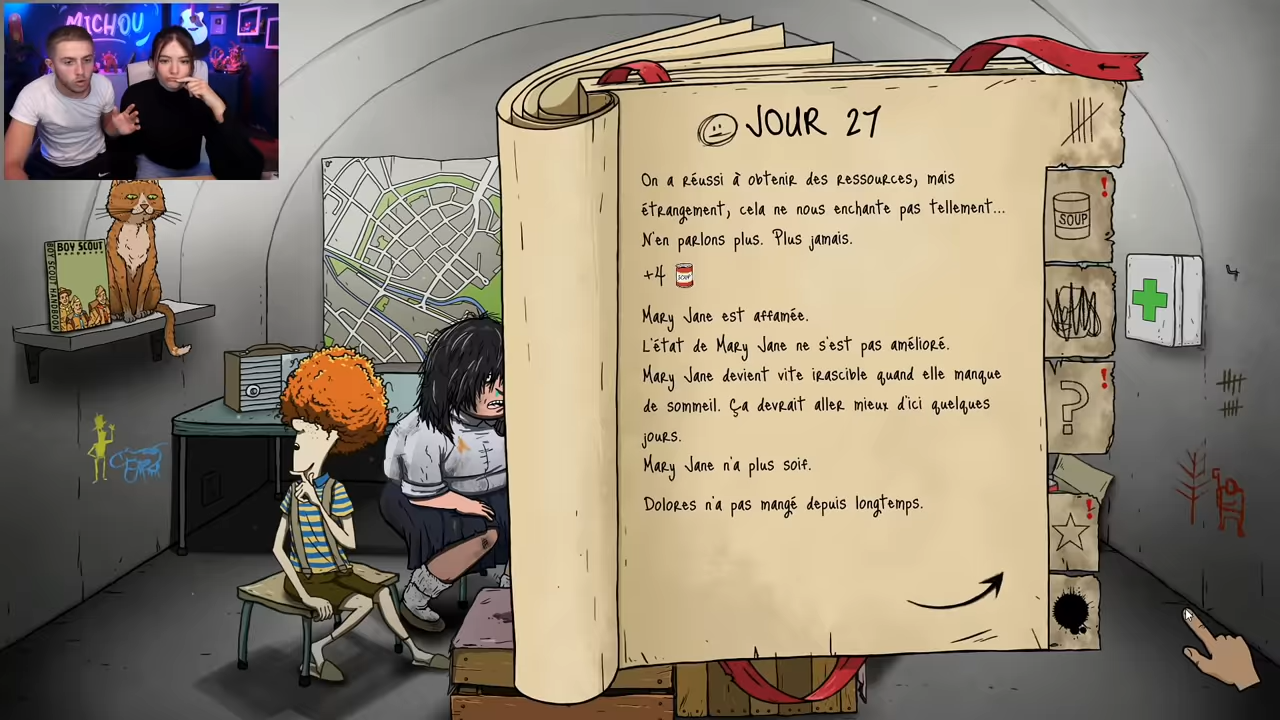 MICHOU
JOUR 27
On a réussi à obtenir des ressources, mais
étrangement, cela ne nous enchante pas tellement...
N'en parlons plus. Plus jamais.
+4 SOUP
Mary Jane est affamée.
L'état de Mary Jane ne s'est pas amélioré.
Mary Jane devient vite irascible quand elle manque
de sommeil. Ça devrait aller mieux d'ici quelques
jours.
Mary Jane n'a plus soif.
Dolores n'a pas mangé depuis longtemps.
SOUP
!
?
!
!
BOY SCOUT
BOY SCOUT HANDBOOK